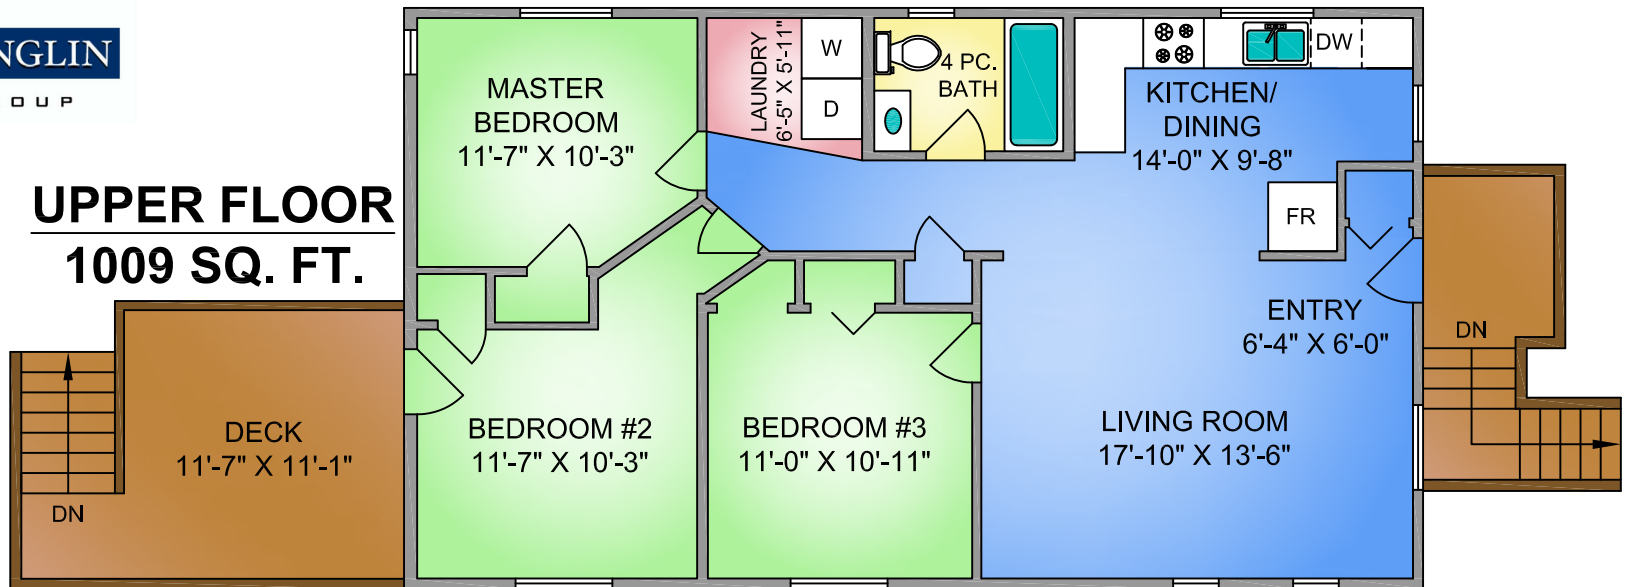 NGLIN
OUP
UPPER FLOOR
1009 SQ. FT.
MASTER
BEDROOM
11'-7" X 10'-3"
LAUNDRY
6'-5" X 5'-11"
W
D
4 PC.
BATH
DW
KITCHEN/
DINING
14'-0" X 9'-8"
FR
ENTRY
6'-4" X 6'-0"
DN
DECK
11'-7" X 11'-1"
DN
BEDROOM #2
11'-7" X 10'-3"
BEDROOM #3
11'-0" X 10'-11"
LIVING ROOM
17'-10" X 13'-6"